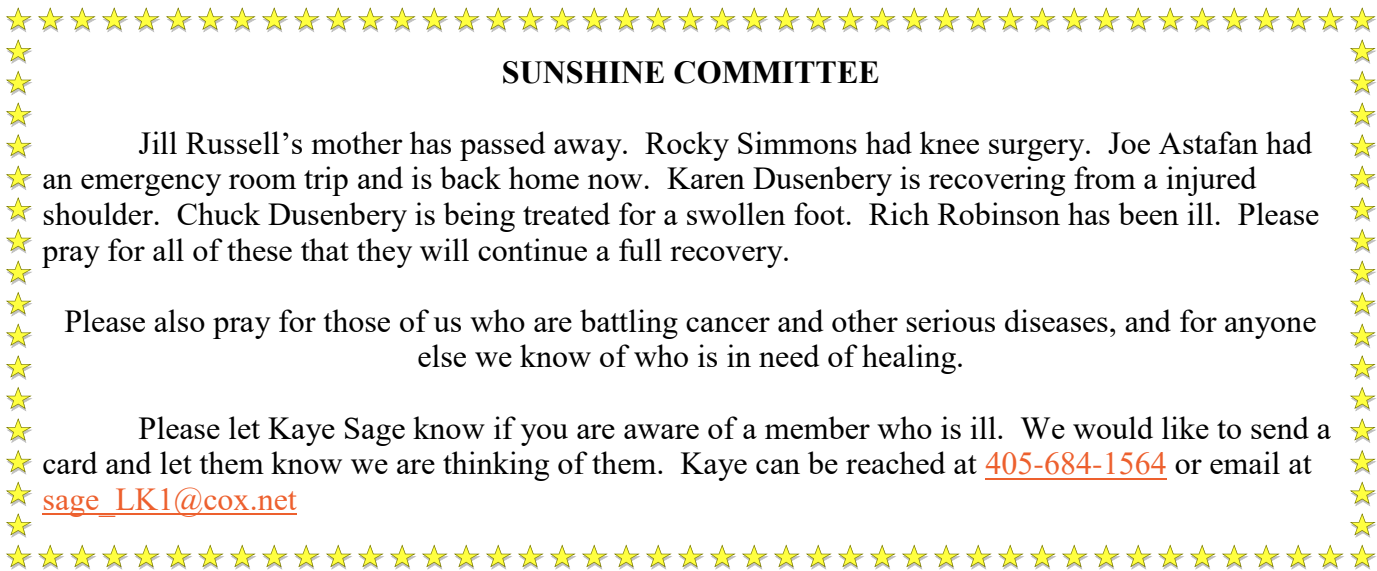 SUNSHINE COMMITTEE
Jill Russell’s mother has passed away.  Rocky Simmons had knee surgery.  Joe Astafan had
an emergency room trip and is back home now.  Karen Dusenbery is recovering from a injured
shoulder.  Chuck Dusenbery is being treated for a swollen foot.  Rich Robinson has been ill.  Please
pray for all of these that they will continue a full recovery.
Please also pray for those of us who are battling cancer and other serious diseases, and for anyone
else we know of who is in need of healing.
Please let Kaye Sage know if you are aware of a member who is ill.  We would like to send a
card and let them know we are thinking of them.  Kaye can be reached at 405-684-1564 or email at
sage_LK1@cox.net